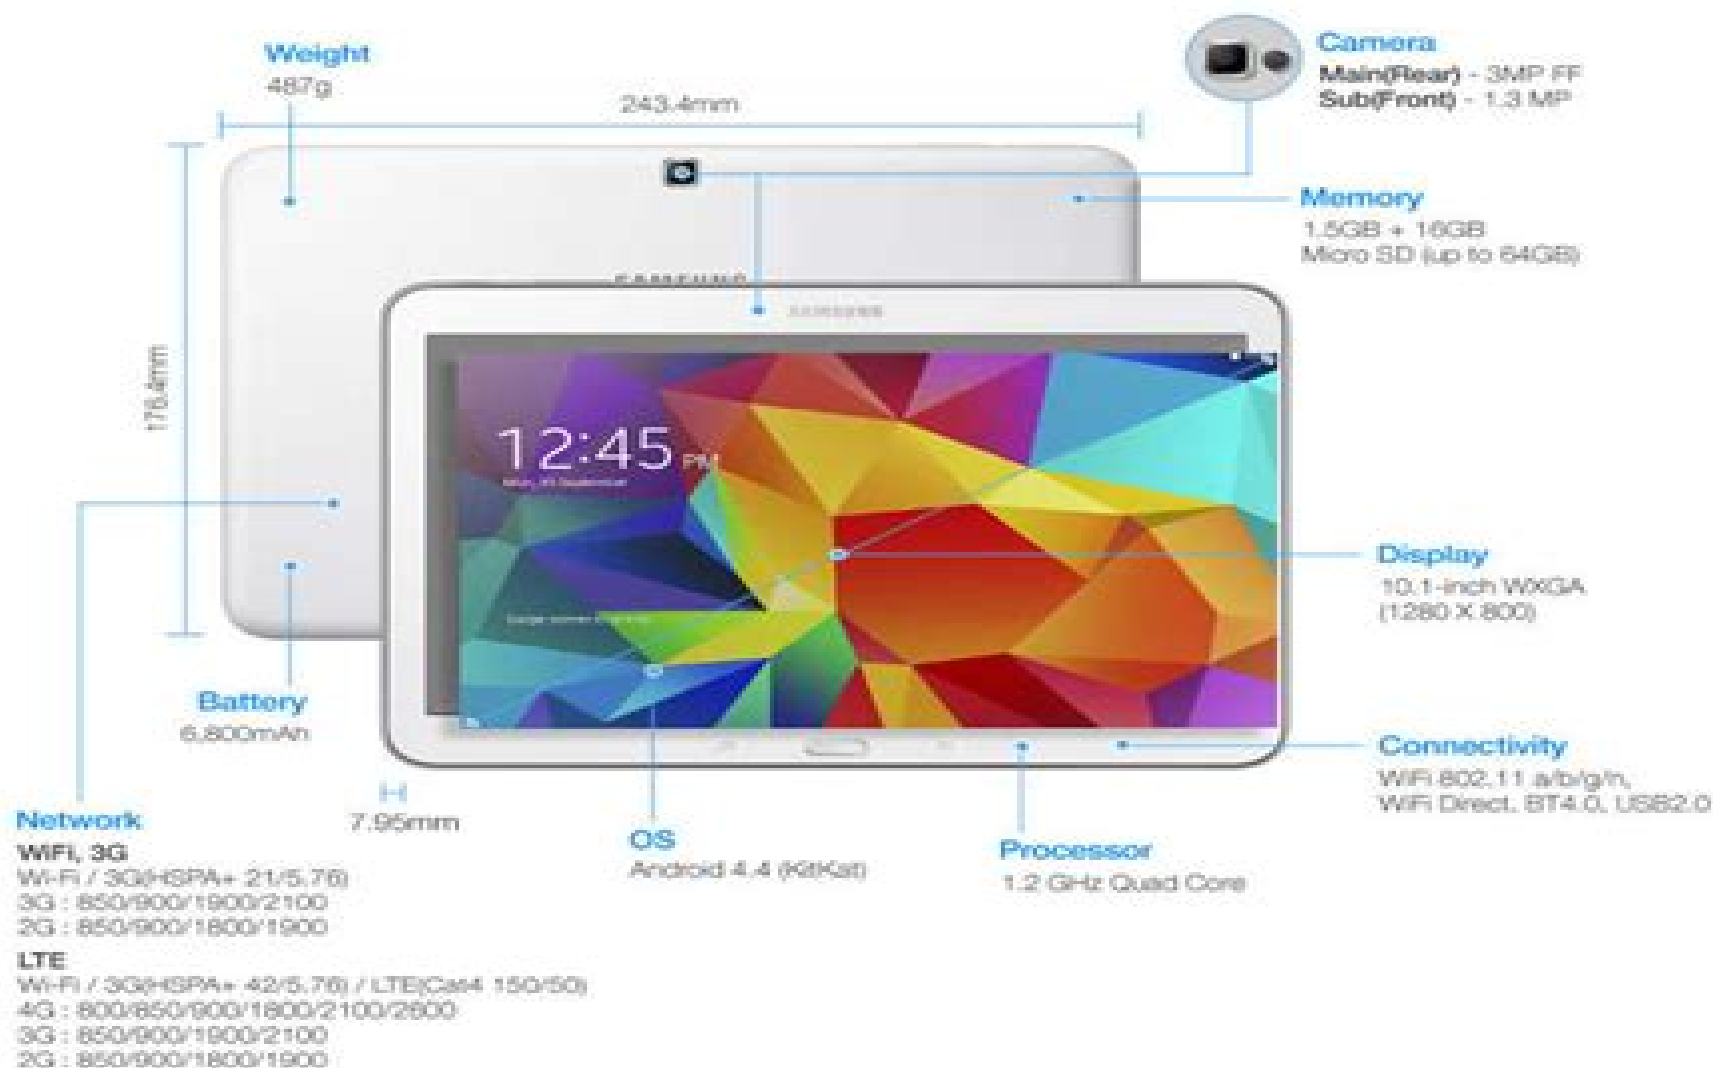 Weight
487g
243.4mm
Camera
Main(Rear) - 3MP FF
Sub(Front) - 1.3 MP
Memory
1.5GB + 16GB
Micro SD (up to 64GB)
SAMSUNG
SAMSUNG
176.4mm
12:45 PM
Display
10.1-inch WXGA
(1280 X 800)
Battery
6,800mAh
Connectivity
WiFi 802.11 a/b/g/n,
WiFi Direct, BT4.0, USB2.0
7.95mm
OS
Android 4.4 (KitKat)
Processor
1.2 GHz Quad Core
Network
WiFi, 3G
Wi-Fi / 3G(HSPA+ 21/5.76)
3G : 850/900/1900/2100
2G : 850/900/1800/1900
LTE
Wi-Fi / 3G(HSPA+ 42/5.76) / LTE(Cat4 150/50)
4G : 800/850/900/1800/2100/2600
3G : 850/900/1900/2100
2G : 850/900/1800/1900